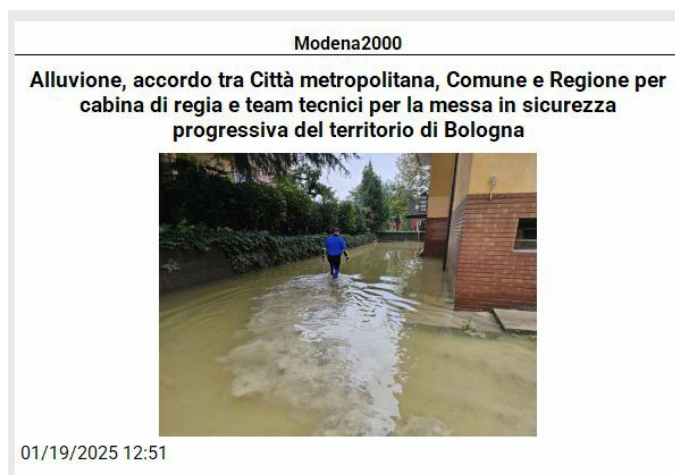 Modena2000
Alluvione, accordo tra Città metropolitana, Comune e Regione per
cabina di regia e team tecnici per la messa in sicurezza
progressiva del territorio di Bologna
01/19/2025 12:51